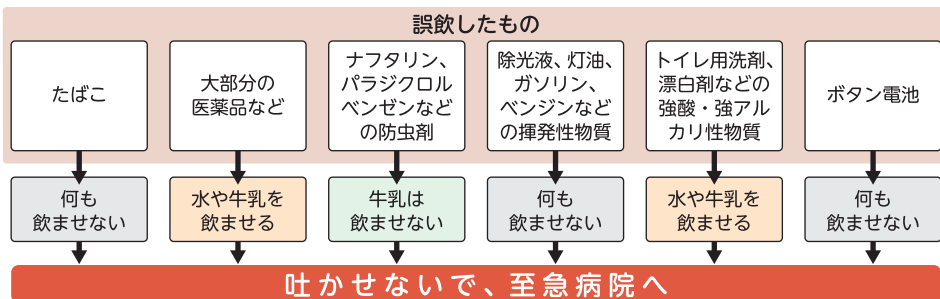 誤飲したもの
たばこ
大部分の
医薬品など
ナフタリン、
パラジクロル
ベンゼンなど
の防虫剤
除光液、灯油、
ガソリン、
ベンジンなど
の揮発性物質
トイレ用洗剤、
漂白剤などの
強酸・強アル
カリ性物質
ボタン電池
何も
飲ませない
水や牛乳を
飲ませる
牛乳は
飲ませない
何も
飲ませない
水や牛乳を
飲ませる
何も
飲ませない
吐かせないで、至急病院へ